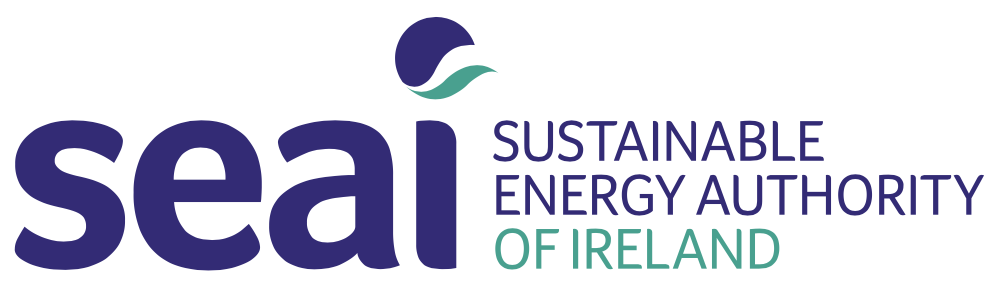 seai
SUSTAINABLE
ENERGY AUTHORITY
OF IRELAND